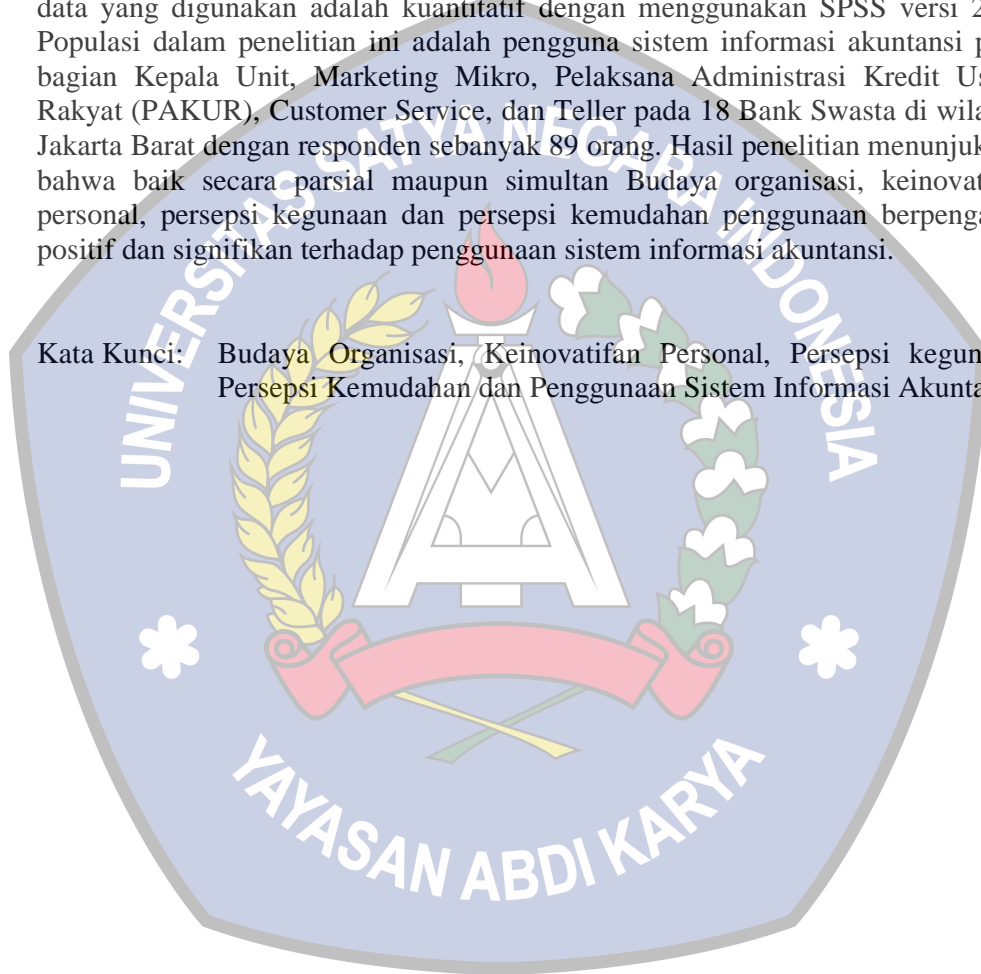 data yang digunakan adalah kuantitatif dengan menggunakan SPSS versi 2
Populasi dalam penelitian ini adalah pengguna sistem informasi akuntansi p
bagian Kepala Unit, Marketing Mikro, Pelaksana Administrasi Kredit Us
Rakyat (PAKUR), Customer Service, dan Teller pada 18 Bank Swasta di wila
Jakarta Barat dengan responden sebanyak 89 orang. Hasil penelitian menunjuk
bahwa baik secara parsial maupun simultan Budaya organisasi, keinovat
personal, persepsi kegunaan dan persepsi kemudahan penggunaan berpenga
positif dan signifikan terhadap penggunaan sistem informasi akuntansi.
Kata Kunci: Budaya Organisasi, Keinovatifan Personal, Persepsi kegun
Persepsi Kemudahan dan Penggunaan Sistem Informasi Akunta
UNIVERSITAS SATYA NEGARA INDONESIA
YAYASAN ABDI KARYA